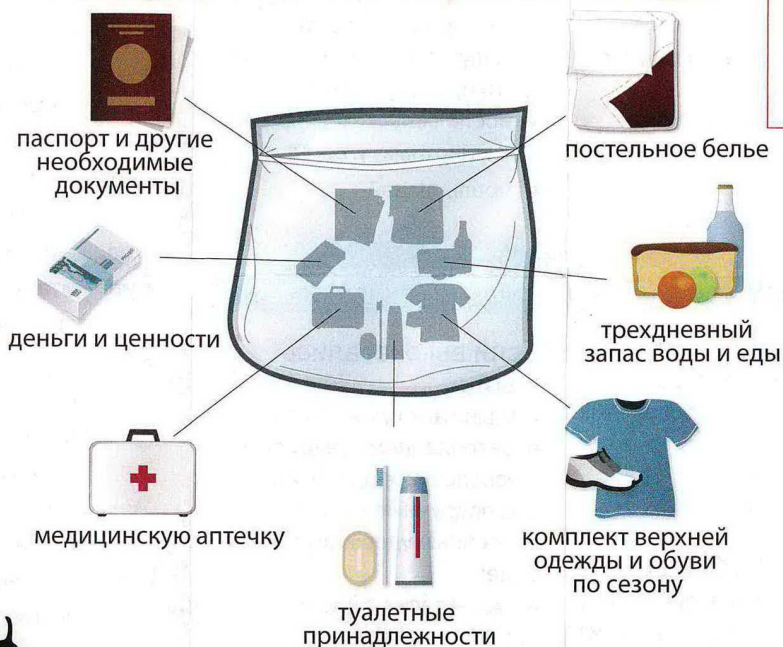 паспорт и другие
необходимые
документы
постельное белье
деньги и ценности
трехдневный
запас воды и еды
медицинскую аптечку
комплект верхней
одежды и обуви
по сезону
туалетные
принадлежности